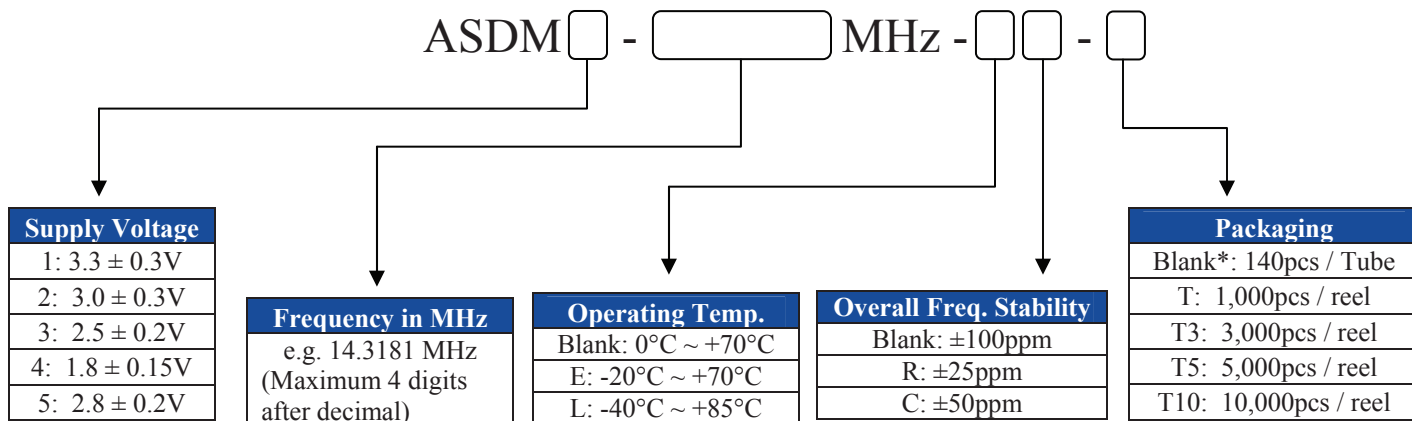 ASDM - MHz - -
Supply Voltage
1: 3.3 ± 0.3V
2: 3.0 ± 0.3V
3: 2.5 ± 0.2V
4: 1.8 ± 0.15V
5: 2.8 ± 0.2V
Frequency in MHz
e.g. 14.3181 MHz
(Maximum 4 digits
after decimal)
Operating Temp.
Blank: 0°C ~ +70°C
E: -20°C ~ +70°C
L: -40°C ~ +85°C
Overall Freq. Stability
Blank: ±100ppm
R: ±25ppm
C: ±50ppm
Packaging
Blank*: 140pcs / Tube
T: 1,000pcs / reel
T3: 3,000pcs / reel
T5: 5,000pcs / reel
T10: 10,000pcs / reel